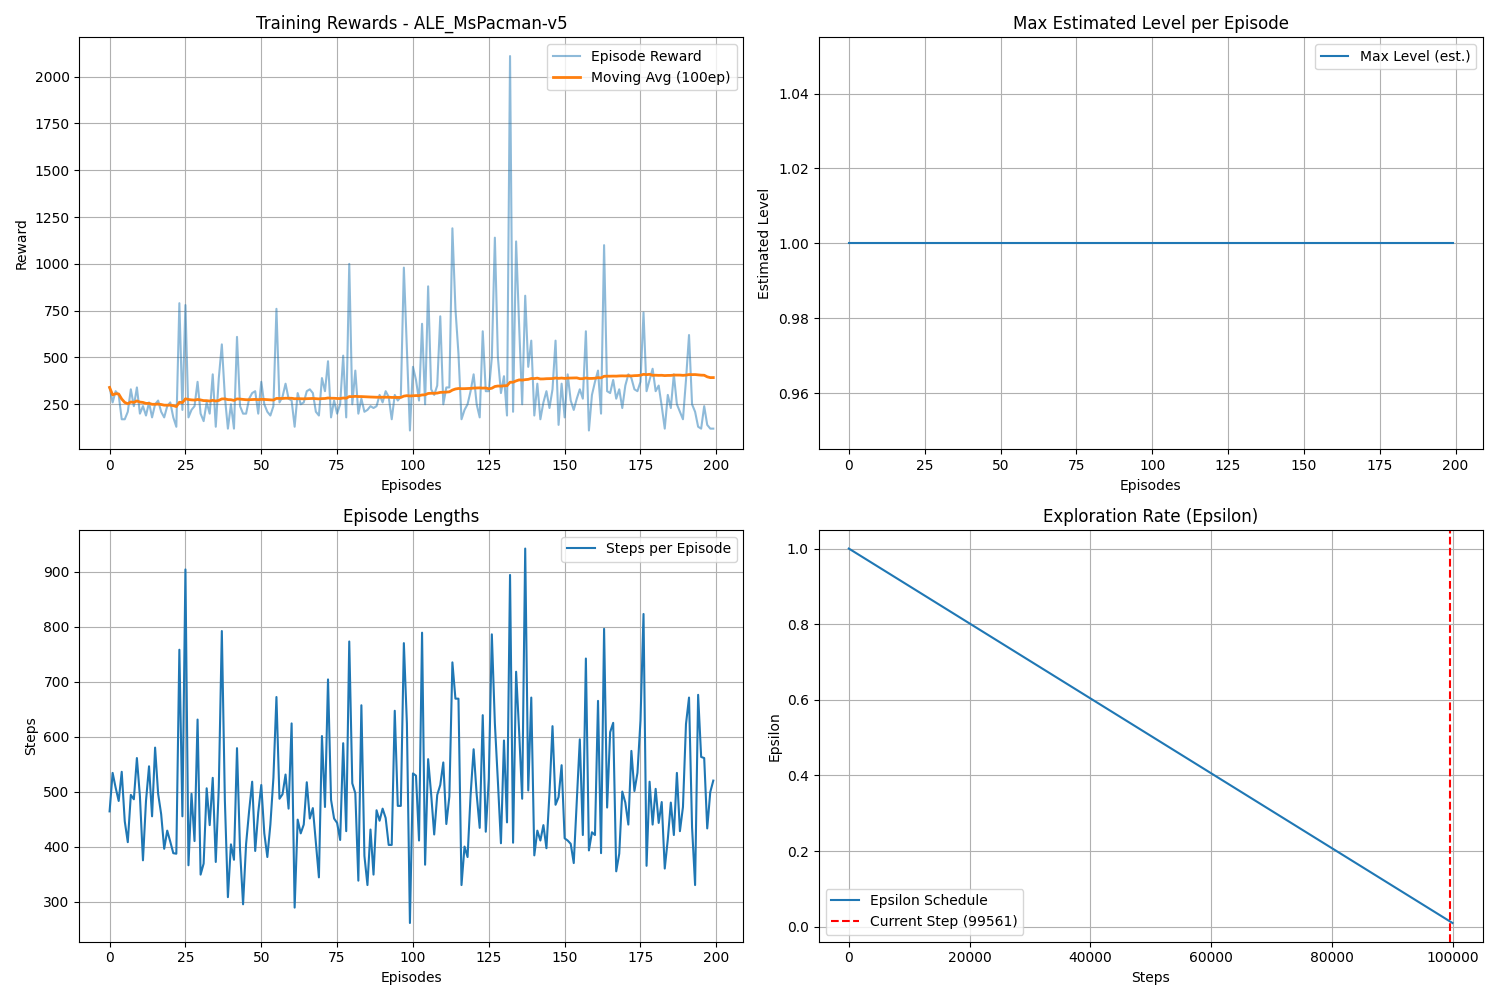 Training Rewards - ALE_MsPacman-v5
Episode Reward
Moving Avg (100ep)
2000
1750
1500
1250
1000
750
500
250
Reward
0 25 50 75 100 125 150 175 200
Episodes
Max Estimated Level per Episode
Max Level (est.)
1.04
1.02
1.00
0.98
0.96
Estimated Level
0 25 50 75 100 125 150 175 200
Episodes
Episode Lengths
Steps per Episode
900
800
700
600
500
400
300
Steps
0 25 50 75 100 125 150 175 200
Episodes
Exploration Rate (Epsilon)
1.0
0.8
0.6
0.4
0.2
0.0
Epsilon
Epsilon Schedule
Current Step (99561)
0 20000 40000 60000 80000 100000
Steps